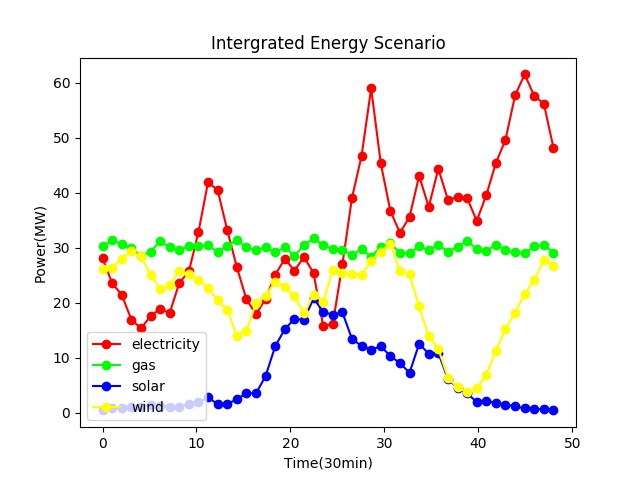 Intergrated Energy Scenario
Power(MW)
60
50
40
30
20
10
0
electricity
gas
solar
wind
0 10 20 30 40 50
Time(30min)